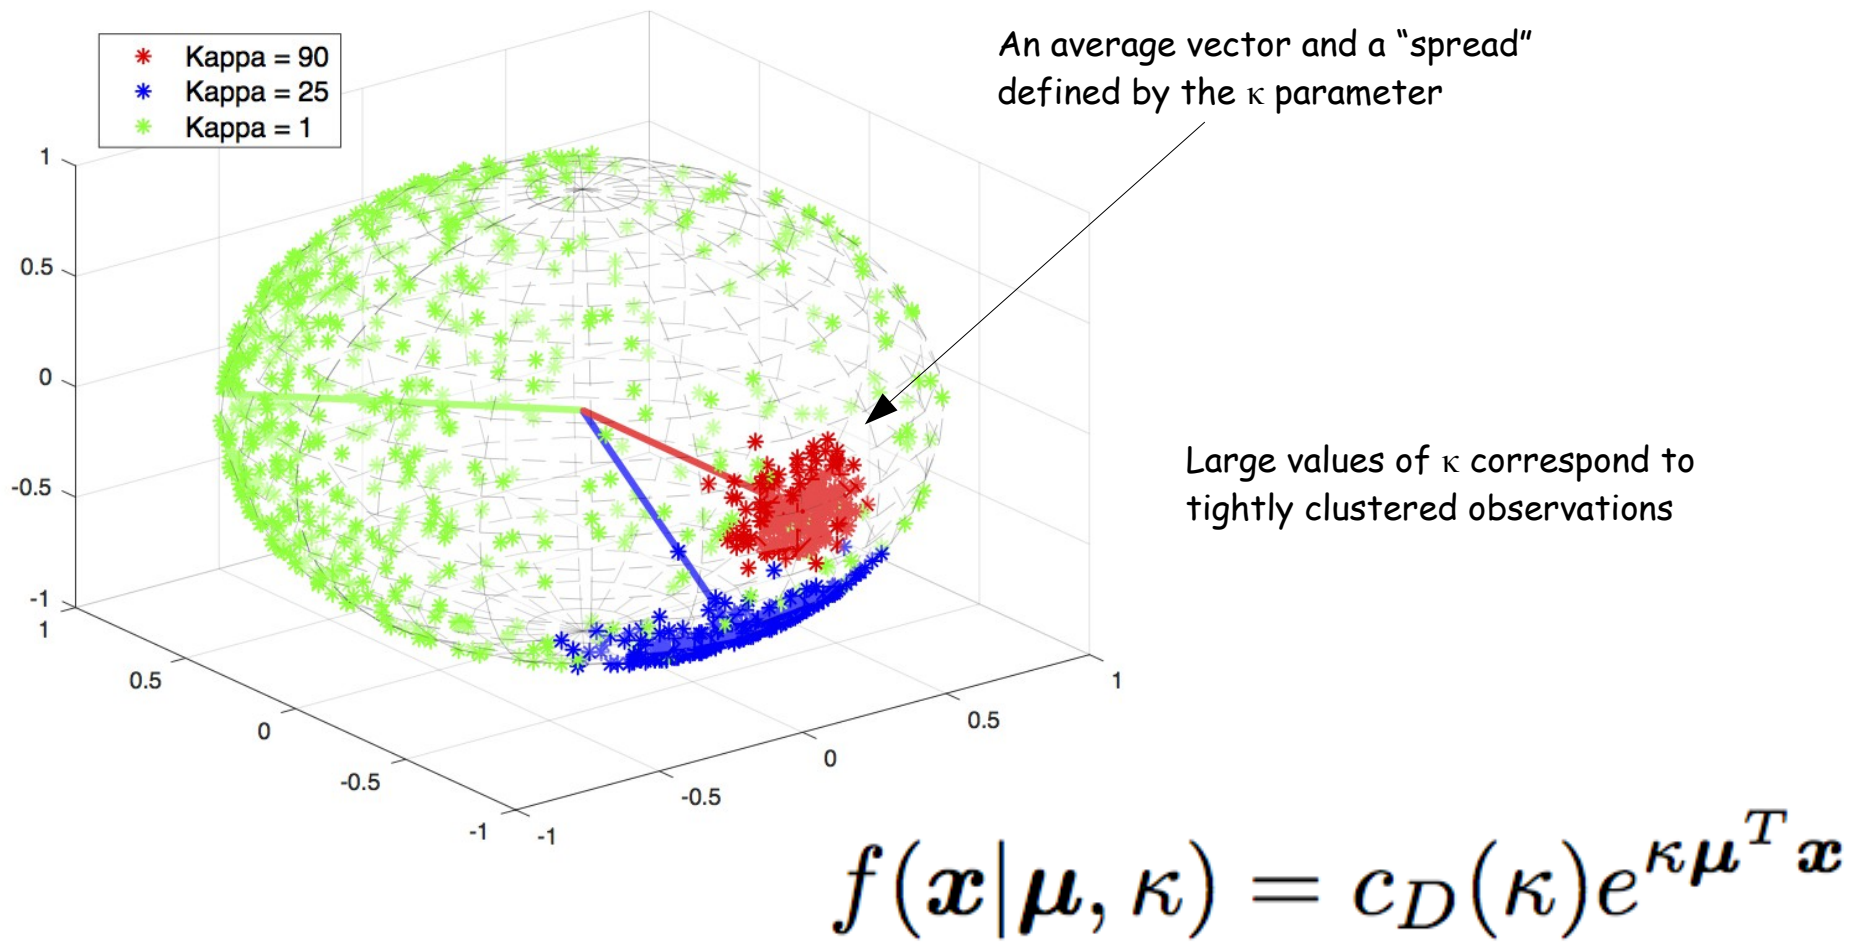 Kappa = 90
Kappa = 25
Kappa = 1
An average vector and a “spread”
defined by the κ parameter
Large values of κ correspond to
tightly clustered observations
1
0.5
0
-0.5
-1
1
0.5
0
-0.5
-1
-1
-0.5
0
0.5
1
f(x|μ, κ) = c_D(κ)e^{κμ^T x}